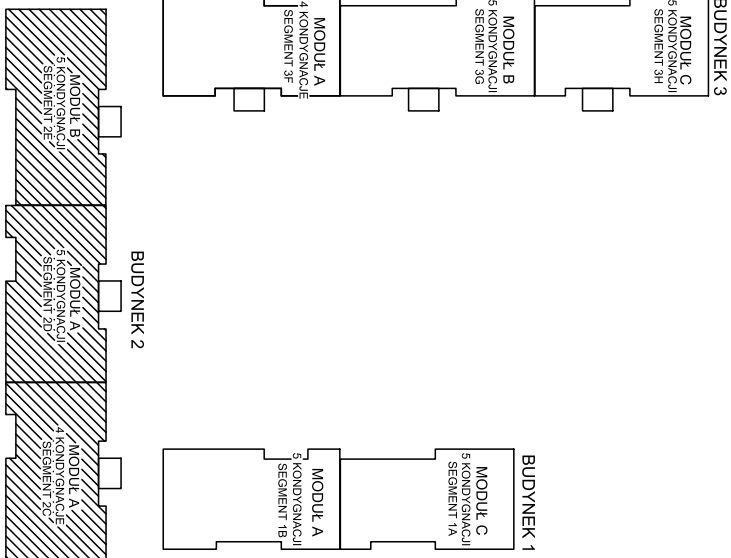 BUDYNEK 3
MODUŁ C
5 KONDYGNACJI
SEGMENT 3H
MODUŁ B
5 KONDYGNACJI
SEGMENT 3G
MODUŁ A
4 KONDYGNACJE
SEGMENT 3F
BUDYNEK 1
MODUŁ C
5 KONDYGNACJI
SEGMENT 1A
MODUŁ A
5 KONDYGNACJI
SEGMENT 1B
BUDYNEK 2
MODUŁ B
5 KONDYGNACJI
SEGMENT 2E
MODUŁ A
5 KONDYGNACJI
SEGMENT 2D
MODUŁ A
4 KONDYGNACJE
SEGMENT 2C